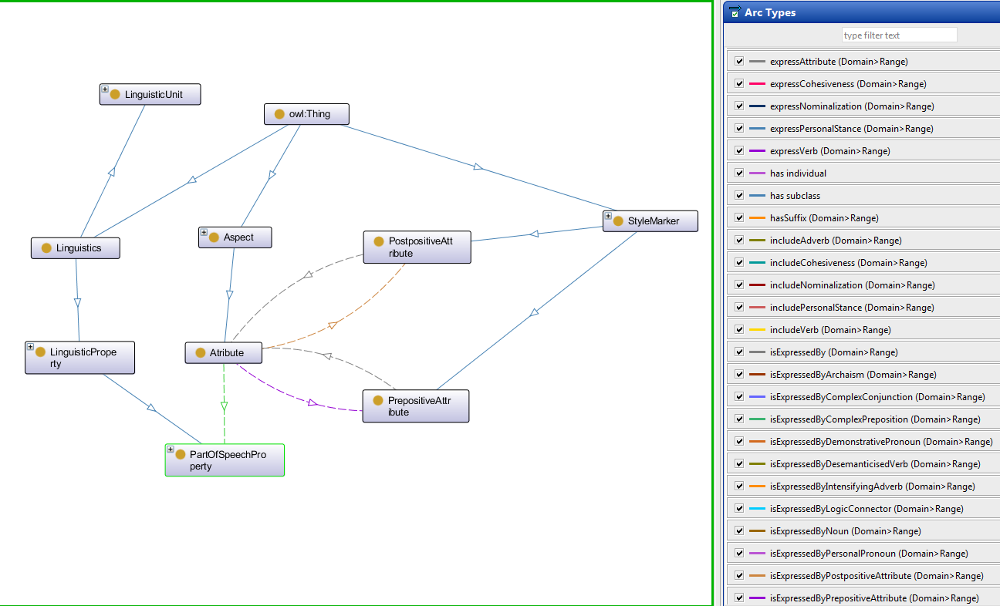 LinguisticUnit
owl:Thing
StyleMarker
Linguistics
Aspect
PostpositiveAtt
ribute
LinguisticPrope
rty
Atribute
PrepositiveAttr
ibute
PartOfSpeechPro
perty
Arc Types
type filter text
expressAttribute (Domain>Range)
expressCohesiveness (Domain>Range)
expressNominalization (Domain>Range)
expressPersonalStance (Domain>Range)
expressVerb (Domain>Range)
has individual
has subclass
hasSuffix (Domain>Range)
includeAdverb (Domain>Range)
includeCohesiveness (Domain>Range)
includeNominalization (Domain>Range)
includePersonalStance (Domain>Range)
includeVerb (Domain>Range)
isExpressedBy (Domain>Range)
isExpressedByArchaism (Domain>Range)
isExpressedByComplexConjunction (Domain>Range)
isExpressedByComplexPreposition (Domain>Range)
isExpressedByDemonstrativePronoun (Domain>Range)
isExpressedByDesemanticisedVerb (Domain>Range)
isExpressedByIntensifyingAdverb (Domain>Range)
isExpressedByLogicConnector (Domain>Range)
isExpressedByNoun (Domain>Range)
isExpressedByPersonalPronoun (Domain>Range)
isExpressedByPostpositiveAttribute (Domain>Range)
isExpressedByPrepositiveAttribute (Domain>Range)